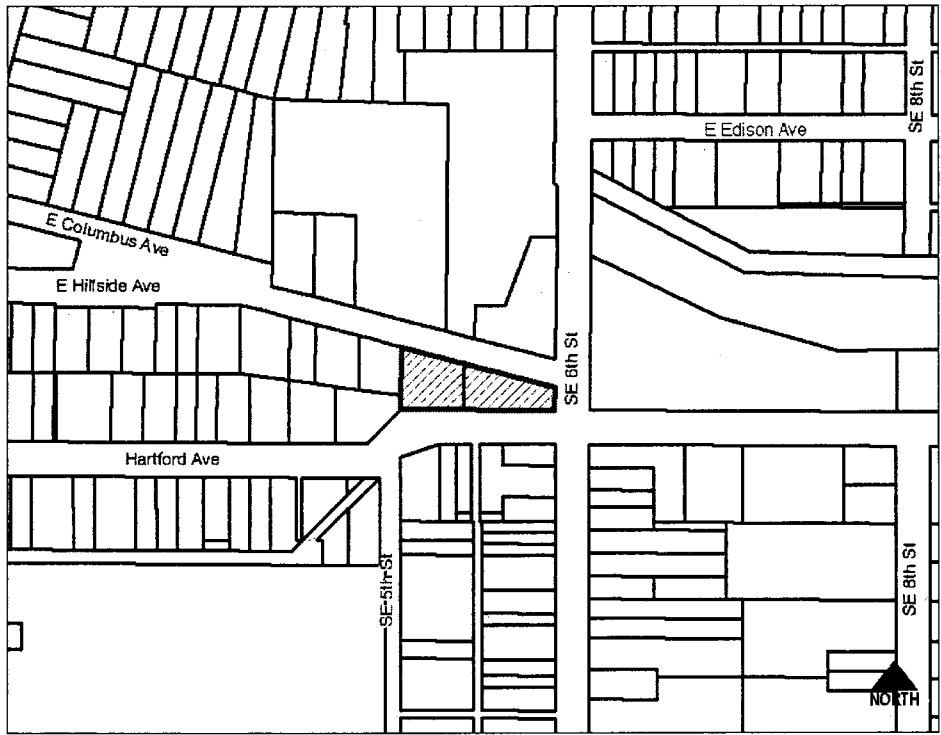 SE 8th St
E Edison Ave
E Columbus Ave
E Hillside Ave
SE 6th St
Hartford Ave
SE 5th St
SE 8th St
NORTH